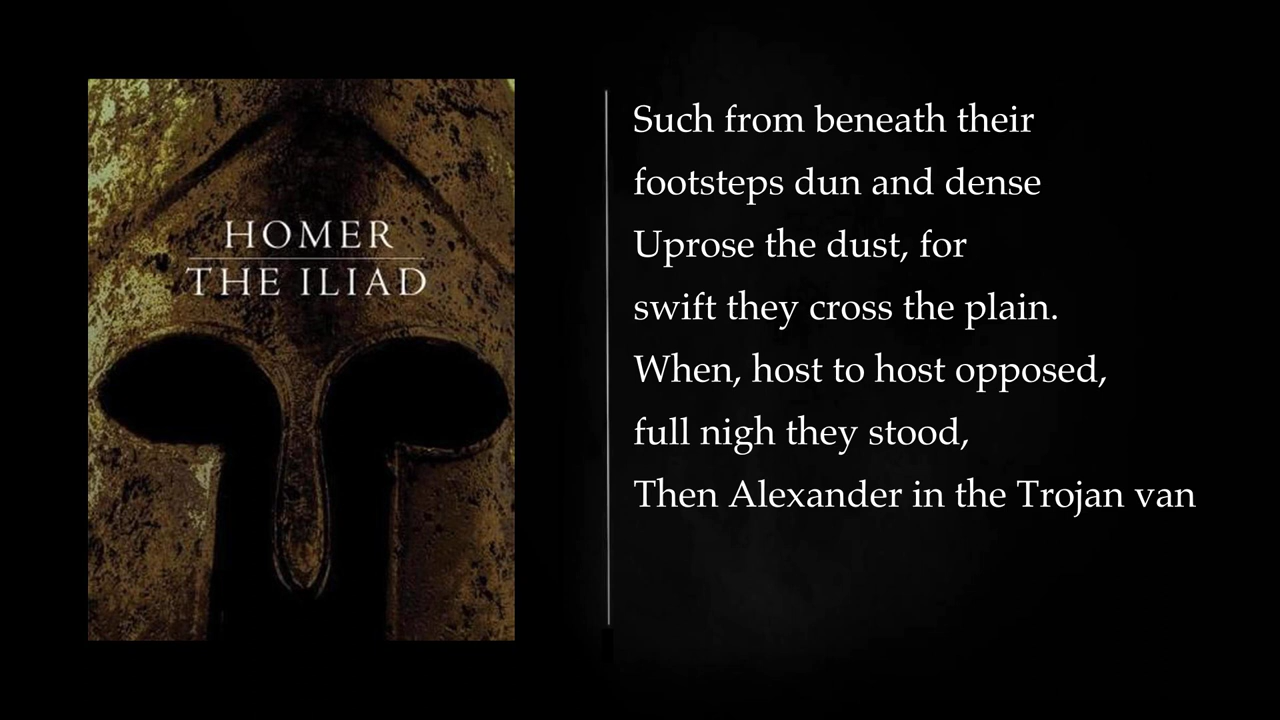 HOMER
THE ILIAD
Such from beneath their
footsteps dun and dense
Uprose the dust, for
swift they cross the plain.
When, host to host opposed,
full nigh they stood,
Then Alexander in the Trojan van